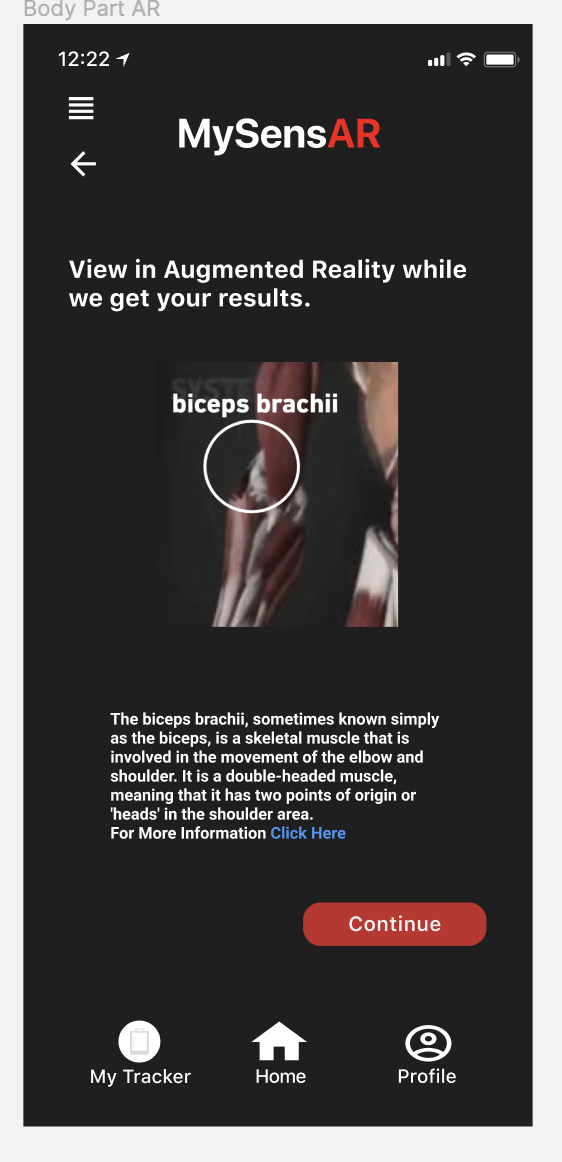 Body Part AR
12:22
MySensAR
View in Augmented Reality while
we get your results.
SYSTE
biceps brachii
The biceps brachii, sometimes known simply
as the biceps, is a skeletal muscle that is
involved in the movement of the elbow and
shoulder. It is a double-headed muscle,
meaning that it has two points of origin or
'heads' in the shoulder area.
For More Information Click Here
Continue
My Tracker
Home
Profile